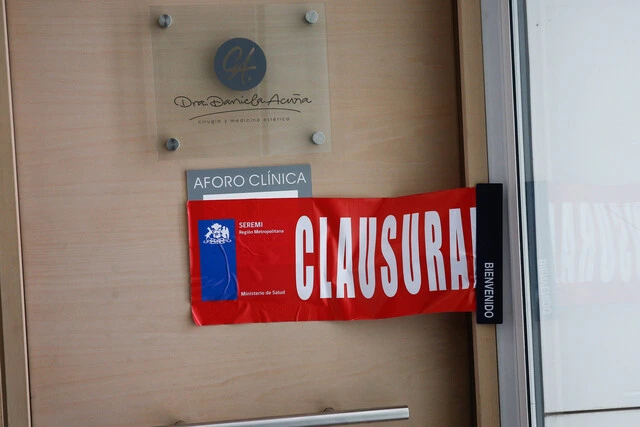 Dra. Daniela Acuña
cirugía y medicina estética
AFORO CLÍNICA
SEREMI
Región Metropolitana
Ministerio de Salud
CLAUSURA
BIENVENIDO